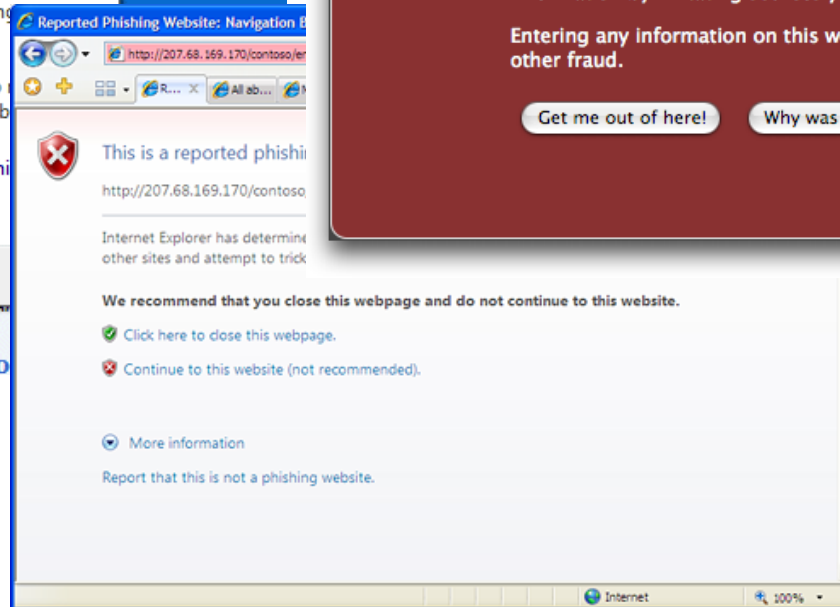 Reported Phishing Website: Navigation B
http://207.68.169.170/contoso/en
R...
All ab...
Entering any information on this w
other fraud.
Get me out of here!
Why was
This is a reported phishi
http://207.68.169.170/contoso
Internet Explorer has determine
other sites and attempt to trick
We recommend that you close this webpage and do not continue to this website.
Click here to close this webpage.
Continue to this website (not recommended).
More information
Report that this is not a phishing website.
Internet
100%